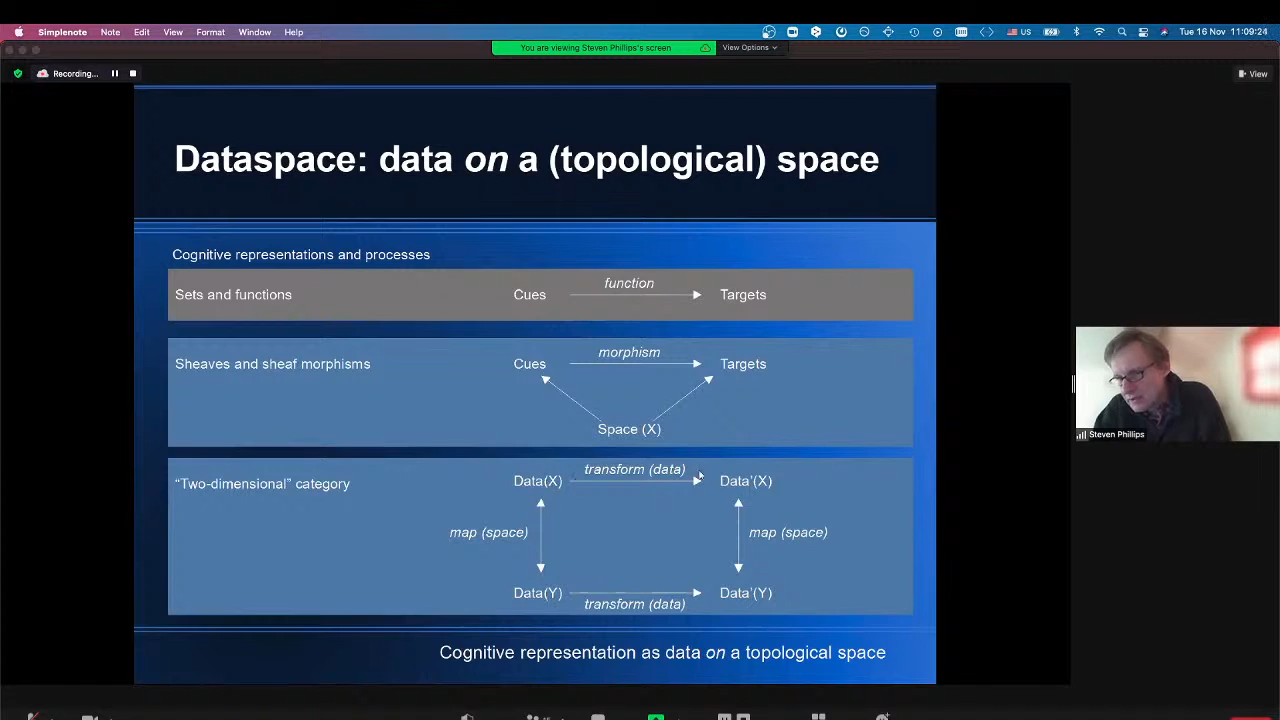 Simplenote Note Edit View Format Window Help US Tue 16 Nov 11:09:24
You are viewing Steven Phillips's screen View Options
Recording... View
Dataspace: data on a (topological) space
Cognitive representations and processes
Sets and functions Cues function Targets
Sheaves and sheaf morphisms Cues morphism Targets
Space (X)
"Two-dimensional" category Data(X) transform (data) Data'(X)
map (space) map (space)
Data(Y) transform (data) Data'(Y)
Cognitive representation as data on a topological space
Steven Phillips